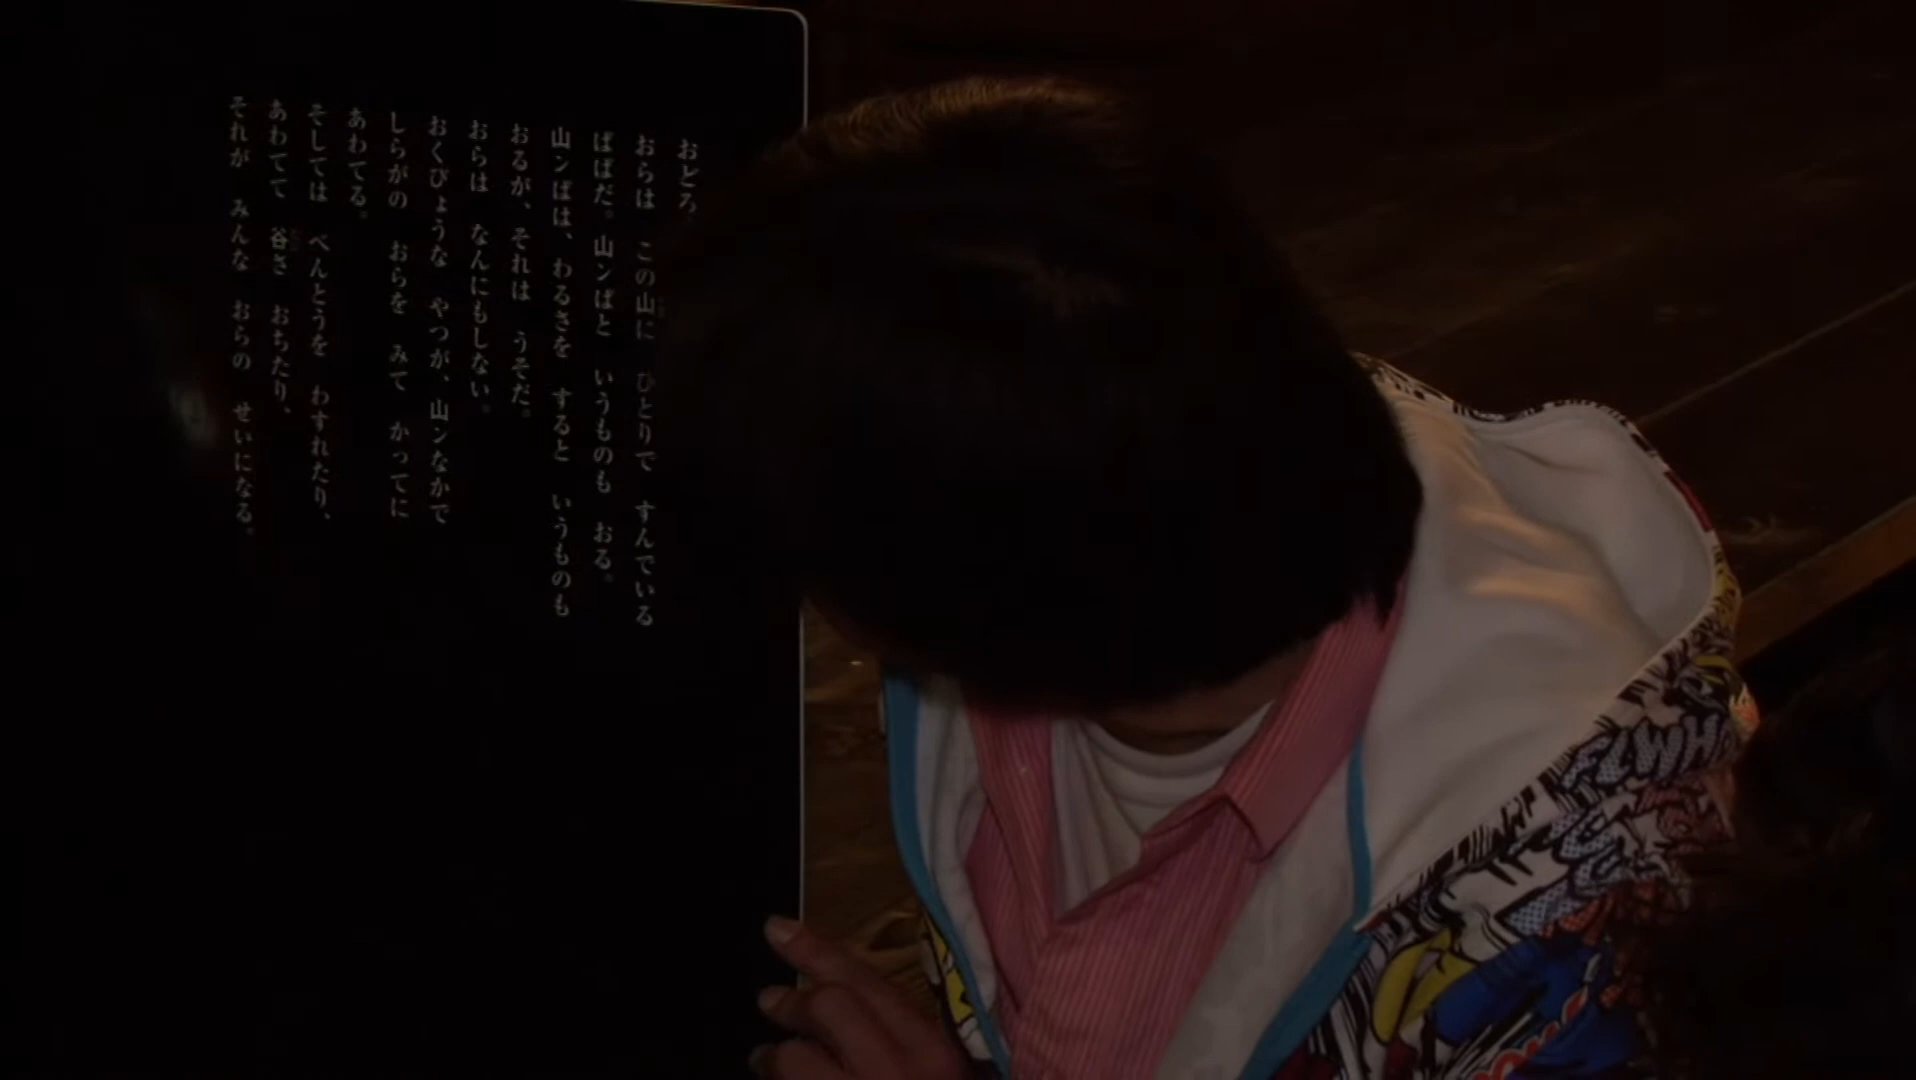 おどろ
おらは この山に ひとりで すんでいる
ばばだ。山ンばと いうものも おる。
山ンばは、わるさを すると いうものも
おるが、それは うそだ。
おらは なんにもしない。
おくびょうな やつが、山ンなかで
しらがの おらを みて かってに
あわてる。
そしては べんとうを わすれたり、
あわてて 谷さ おちたり、
それが みんな おらの せいになる。